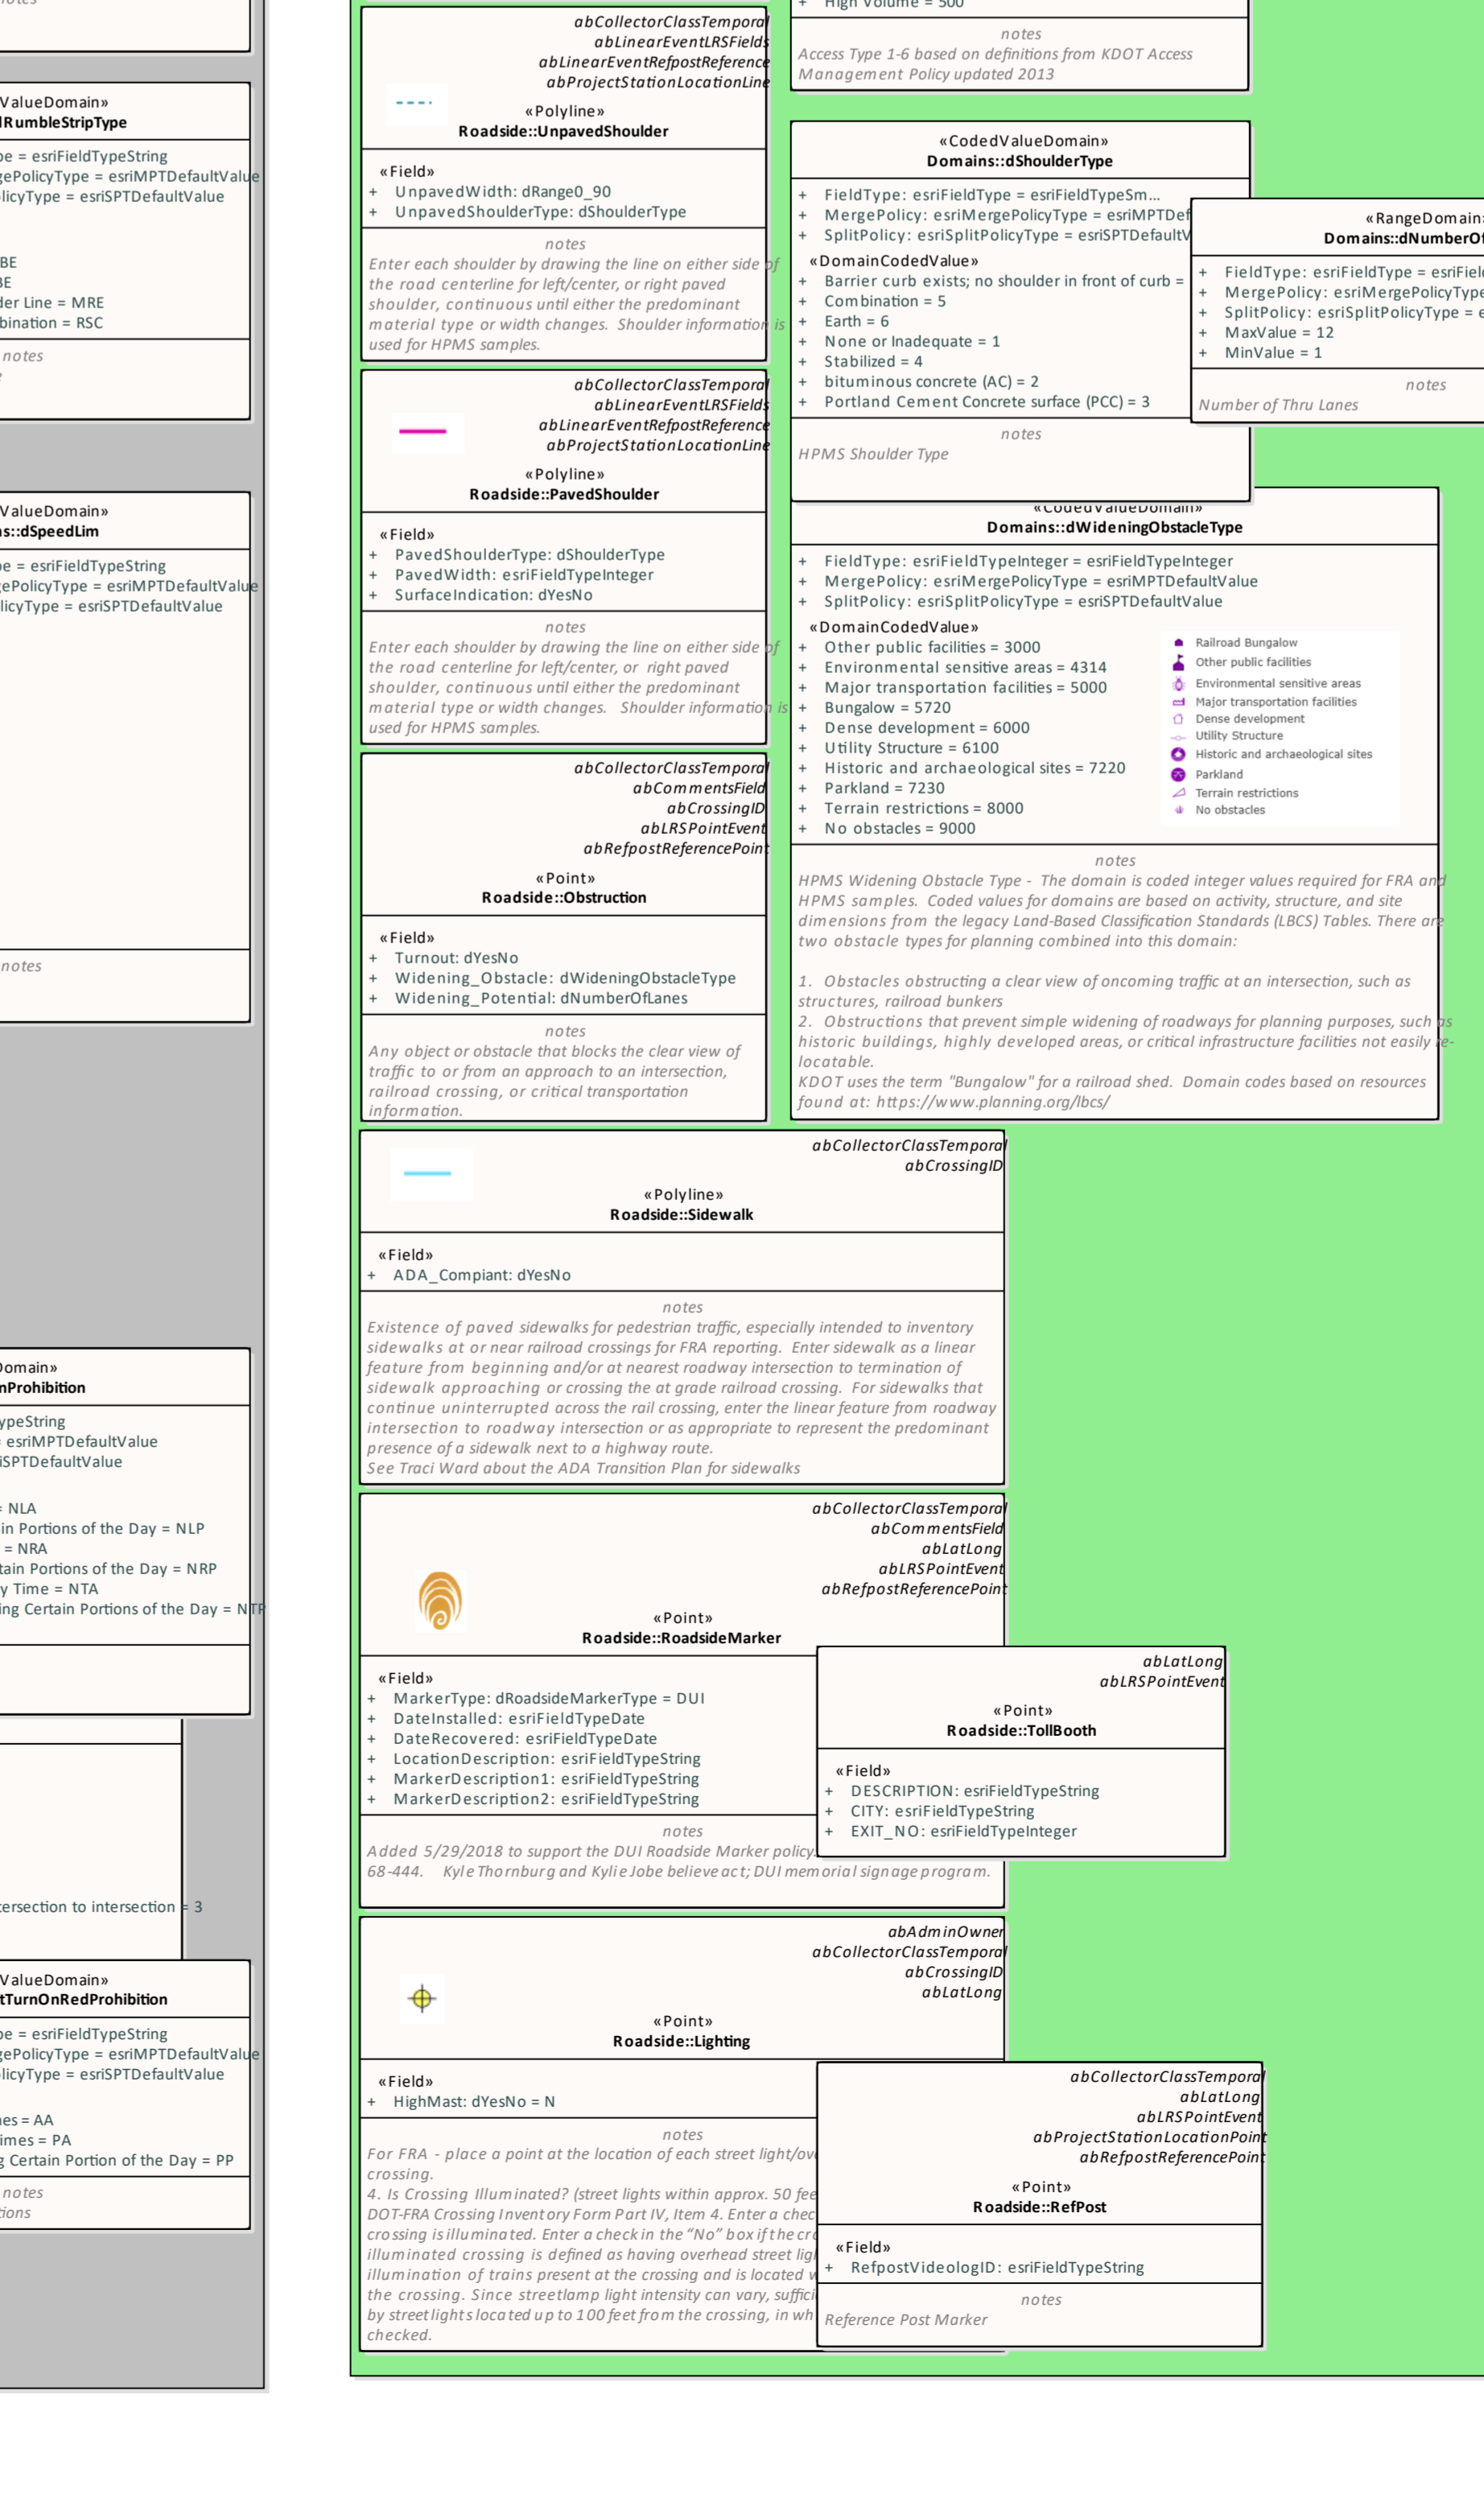 notes
ValueDomain»
RumbleStripType
= esriFieldTypeString
= esriMPTDefaultValue
= esriSPTDefaultValue
Line = MRE
= RSC
notes
ValueDomain»
dSpeedLim
= esriFieldTypeString
= esriMPTDefaultValue
= esriSPTDefaultValue
notes
Prohibition
= esriMPTDefaultValue
= NLA
in Portions of the Day = NLP
= NRA
Portions of the Day = NRP
Time = NTA
Certain Portions of the Day = NTP
to intersection = 3
ValueDomain»
TurnOnRedProhibition
= esriFieldTypeString
= esriMPTDefaultValue
= esriSPTDefaultValue
= AA
= PA
Certain Portion of the Day = PP
notes
abCollectorClassTemporal
abLinearEventLRSFields
abLinearEventRefpostReference
abProjectStationLocationLine
«Polyline»
Roadside::UnpavedShoulder
«Field»
+ UnpavedWidth: dRange0_90
+ UnpavedShoulderType: dShoulderType
notes
Enter each shoulder by drawing the line on either side of
the road centerline for left/center, or right paved
shoulder, continuous until either the predominant
material type or width changes. Shoulder information is
used for HPMS samples.
abCollectorClassTemporal
abLinearEventLRSFields
abLinearEventRefpostReference
abProjectStationLocationLine
«Polyline»
Roadside::PavedShoulder
«Field»
+ PavedShoulderType: dShoulderType
+ PavedWidth: esriFieldTypeInteger
+ SurfaceIndication: dYesNo
notes
Enter each shoulder by drawing the line on either side of
the road centerline for left/center, or right paved
shoulder, continuous until either the predominant
material type or width changes. Shoulder information is
used for HPMS samples.
abCollectorClassTemporal
abCommentsField
abCrossingID
abLRSPointEvent
abRefpostReferencePoint
«Point»
Roadside::Obstruction
«Field»
+ Turnout: dYesNo
+ Widening_Obstacle: dWideningObstacleType
+ Widening_Potential: dNumberOfLanes
notes
Any object or obstacle that blocks the clear view of
traffic to or from an approach to an intersection,
railroad crossing, or critical transportation
information.
+ High Volume = 500
notes
Access Type 1-6 based on definitions from KDOT Access
Management Policy updated 2013
«CodedValueDomain»
Domains::dShoulderType
+ FieldType: esriFieldType = esriFieldTypeSm...
+ MergePolicy: esriMergePolicyType = esriMPTDef
+ SplitPolicy: esriSplitPolicyType = esriSPTDefaultV
«DomainCodedValue»
+ Barrier curb exists; no shoulder in front of curb =
+ Combination = 5
+ Earth = 6
+ None or Inadequate = 1
+ Stabilized = 4
+ bituminous concrete (AC) = 2
+ Portland Cement Concrete surface (PCC) = 3
notes
HPMS Shoulder Type
«RangeDomain»
Domains::dNumberOf
+ FieldType: esriFieldType = esriField
+ MergePolicy: esriMergePolicyType
+ SplitPolicy: esriSplitPolicyType = e
+ MaxValue = 12
+ MinValue = 1
notes
Number of Thru Lanes
«CodedValueDomain»
Domains::dWideningObstacleType
+ FieldType: esriFieldTypeInteger = esriFieldTypeInteger
+ MergePolicy: esriMergePolicyType = esriMPTDefaultValue
+ SplitPolicy: esriSplitPolicyType = esriSPTDefaultValue
«DomainCodedValue»
+ Other public facilities = 3000
+ Environmental sensitive areas = 4314
+ Major transportation facilities = 5000
+ Bungalow = 5720
+ Dense development = 6000
+ Utility Structure = 6100
+ Historic and archaeological sites = 7220
+ Parkland = 7230
+ Terrain restrictions = 8000
+ No obstacles = 9000
Railroad Bungalow
Other public facilities
Environmental sensitive areas
Major transportation facilities
Dense development
Utility Structure
Historic and archaeological sites
Parkland
Terrain restrictions
No obstacles
notes
HPMS Widening Obstacle Type - The domain is coded integer values required for FRA and
HPMS samples. Coded values for domains are based on activity, structure, and site
dimensions from the legacy Land-Based Classification Standards (LBCS) Tables. There are
two obstacle types for planning combined into this domain:
1. Obstacles obstructing a clear view of oncoming traffic at an intersection, such as
structures, railroad bunkers
2. Obstructions that prevent simple widening of roadways for planning purposes, such as
historic buildings, highly developed areas, or critical infrastructure facilities not easily re-
locatable.
KDOT uses the term "Bungalow" for a railroad shed. Domain codes based on resources
found at: https://www.planning.org/lbcs/
abCollectorClassTemporal
abCrossingID
«Polyline»
Roadside::Sidewalk
«Field»
+ ADA_Compiant: dYesNo
notes
Existence of paved sidewalks for pedestrian traffic, especially intended to inventory
sidewalks at or near railroad crossings for FRA reporting. Enter sidewalk as a linear
feature from beginning and/or at nearest roadway intersection to termination of
sidewalk approaching or crossing the at grade railroad crossing. For sidewalks that
continue uninterrupted across the rail crossing, enter the linear feature from roadway
intersection to roadway intersection or as appropriate to represent the predominant
presence of a sidewalk next to a highway route.
See Traci Ward about the ADA Transition Plan for sidewalks
abCollectorClassTemporal
abCommentsField
abLatLong
abLRSPointEvent
abRefpostReferencePoint
«Point»
Roadside::RoadsideMarker
«Field»
+ MarkerType: dRoadsideMarkerType = DUI
+ DateInstalled: esriFieldTypeDate
+ DateRecovered: esriFieldTypeDate
+ LocationDescription: esriFieldTypeString
+ MarkerDescription1: esriFieldTypeString
+ MarkerDescription2: esriFieldTypeString
notes
Added 5/29/2018 to support the DUI Roadside Marker policy.
68-444. Kyle Thornburg and Kylie Jobe believe act; DUI memorial signage program.
abLatLong
abLRSPointEvent
«Point»
Roadside::TollBooth
«Field»
+ DESCRIPTION: esriFieldTypeString
+ CITY: esriFieldTypeString
+ EXIT_NO: esriFieldTypeInteger
abAdminOwner
abCollectorClassTemporal
abCrossingID
abLatLong
«Point»
Roadside::Lighting
«Field»
+ HighMast: dYesNo = N
notes
For FRA - place a point at the location of each street light/ove
crossing.
4. Is Crossing Illuminated? (street lights within approx. 50 fee
DOT-FRA Crossing Inventory Form Part IV, Item 4. Enter a chec
crossing is illuminated. Enter a check in the “No” box if the cro
illuminated crossing is defined as having overhead street ligh
illumination of trains present at the crossing and is located w
the crossing. Since streetlamp light intensity can vary, suffici
by streetlights located up to 100 feet from the crossing, in wh
checked.
abCollectorClassTemporal
abLatLong
abLRSPointEvent
abProjectStationLocationPoint
abRefpostReferencePoint
«Point»
Roadside::RefPost
«Field»
+ RefpostVideologID: esriFieldTypeString
notes
Reference Post Marker